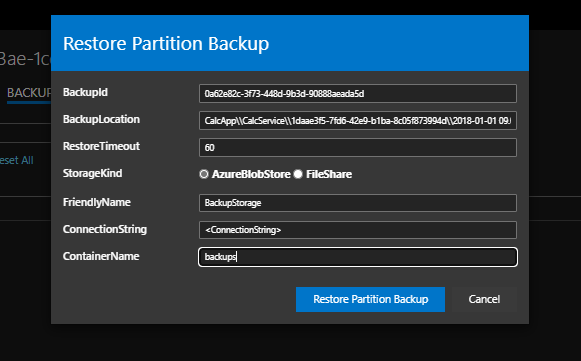 Restore Partition Backup
3ae-1c
BACKUP
BackupId 0a62e82c-3f73-448d-9b3d-90888aeada5d
BackupLocation CalcApp\\CalcService\\1daae3f5-7fd6-42e9-b1ba-8c05f873994d\\2018-01-01 09:
RestoreTimeout 60
eset All
StorageKind AzureBlobStore FileShare
FriendlyName BackupStorage
ConnectionString <ConnectionString>
ContainerName backups
Restore Partition Backup Cancel